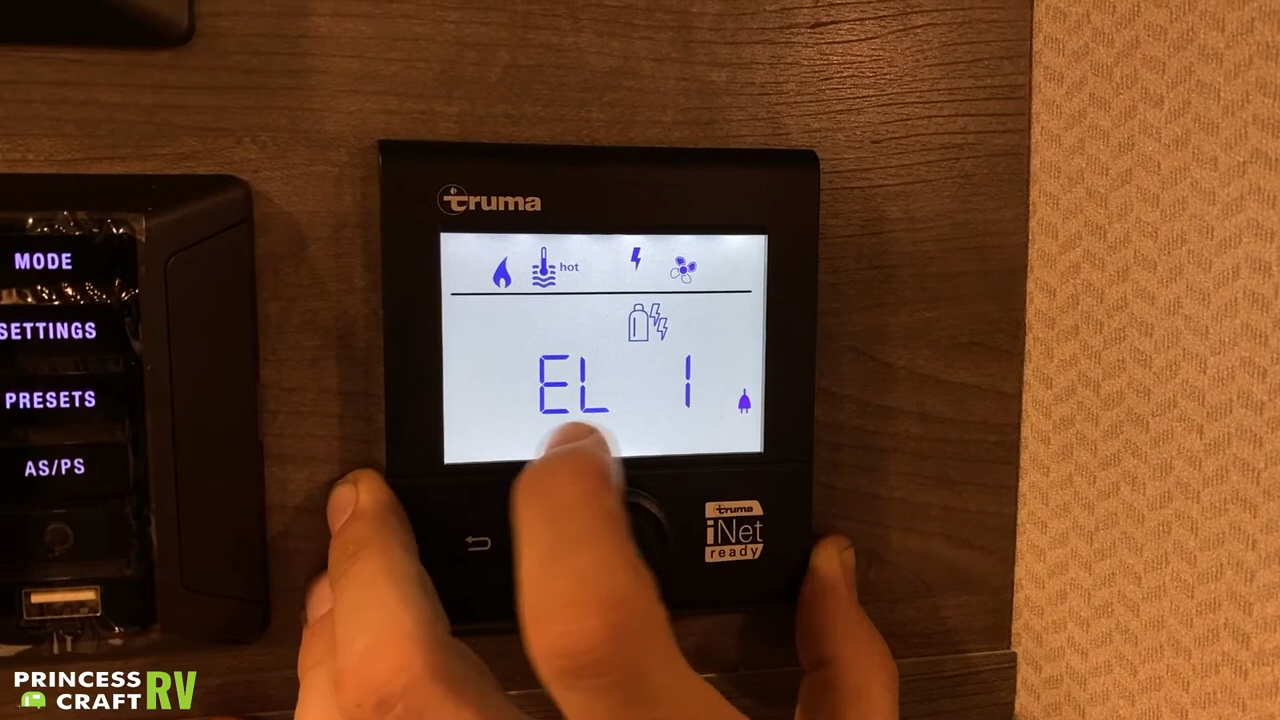 MODE
SETTINGS
PRESETS
AS/PS
truma
hot
EL 1
truma
iNet
ready
PRINCESS
CRAFT RV